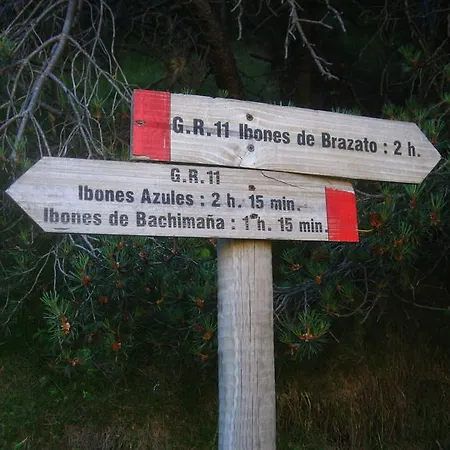 G.R.11 Ibones de Brazato : 2 h.
G.R.11
Ibones Azules : 2 h. 15 min.
Ibones de Bachimaña : 1 h. 15 min.